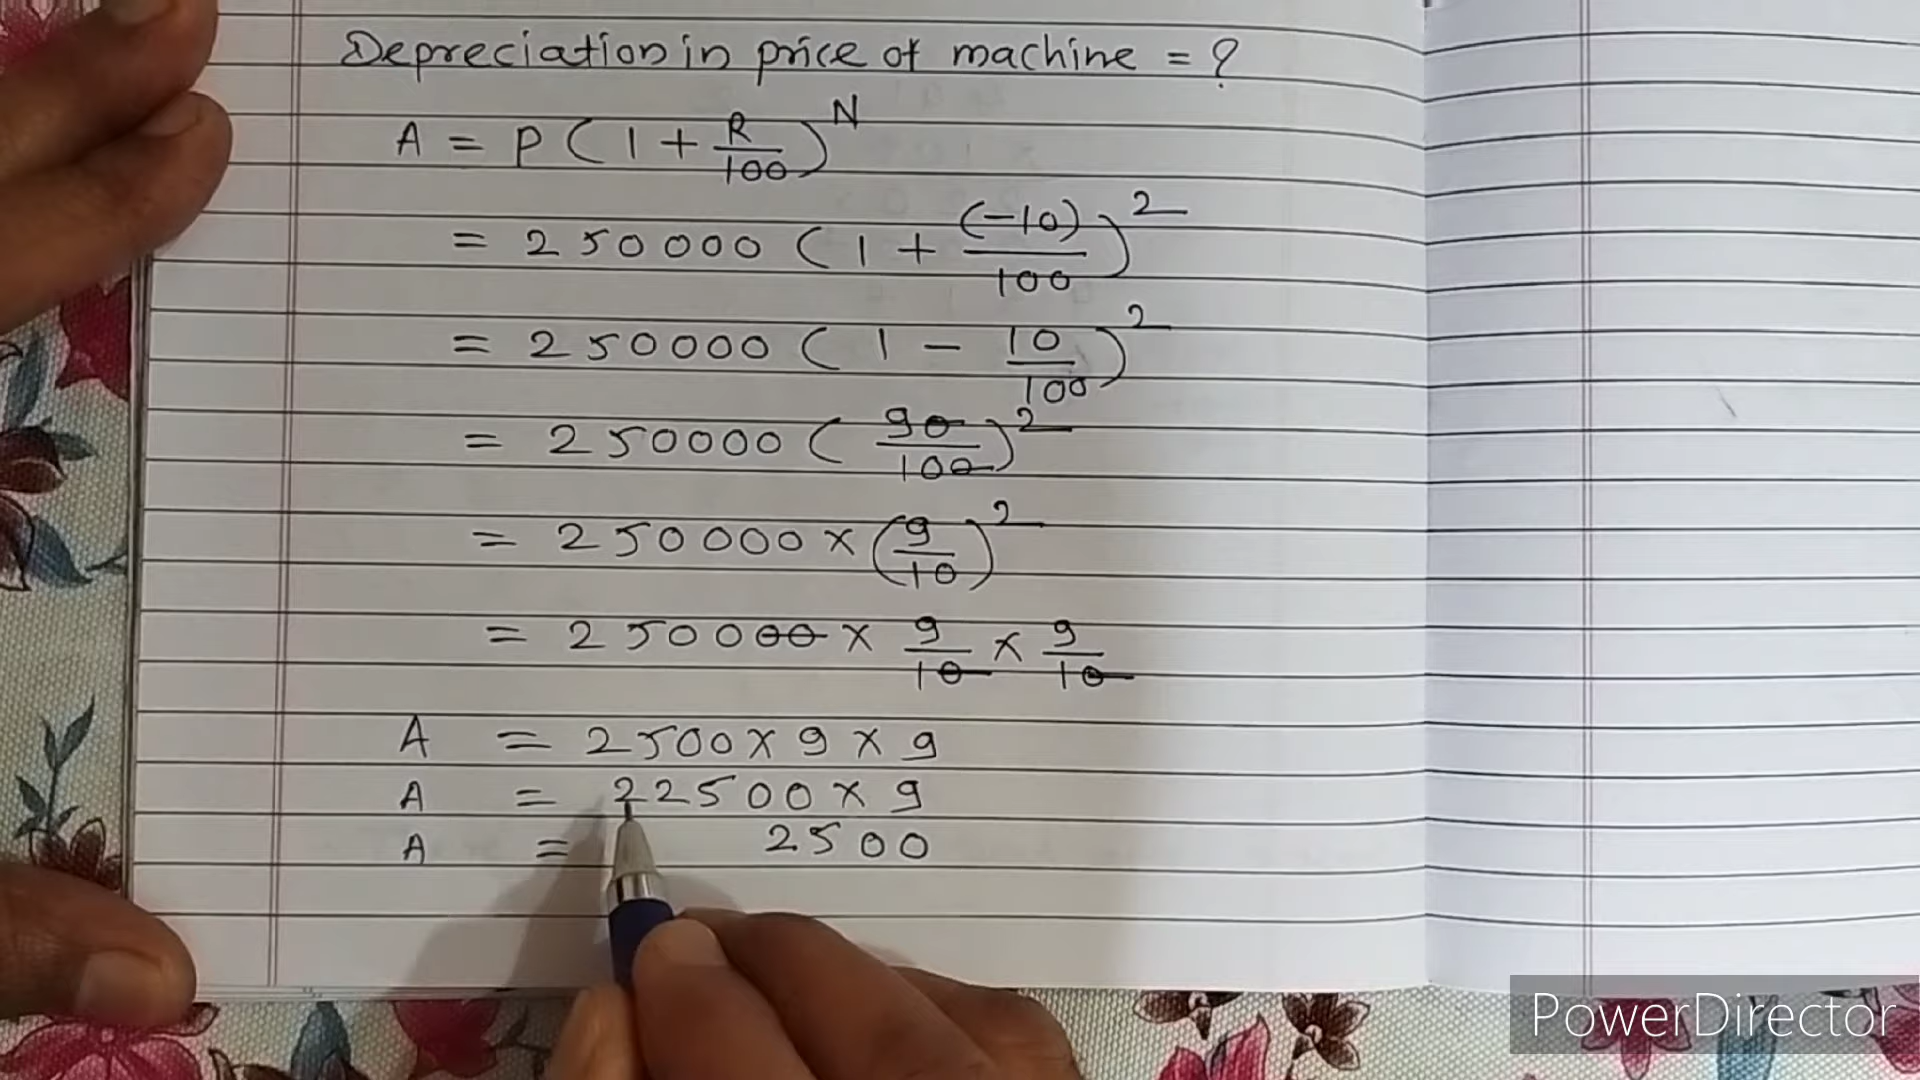 Depreciation in price of machine = ?
A = P ( 1 + R/100 )^N
= 250000 ( 1 + (-10)/100 )^2
= 250000 ( 1 - 10/100 )^2
= 250000 ( 90/100 )^2
= 250000 × ( 9/10 )^2
= 250000 × 9/10 × 9/10
A = 2500 × 9 × 9
A = 22500 × 9
A = 2500
PowerDirector